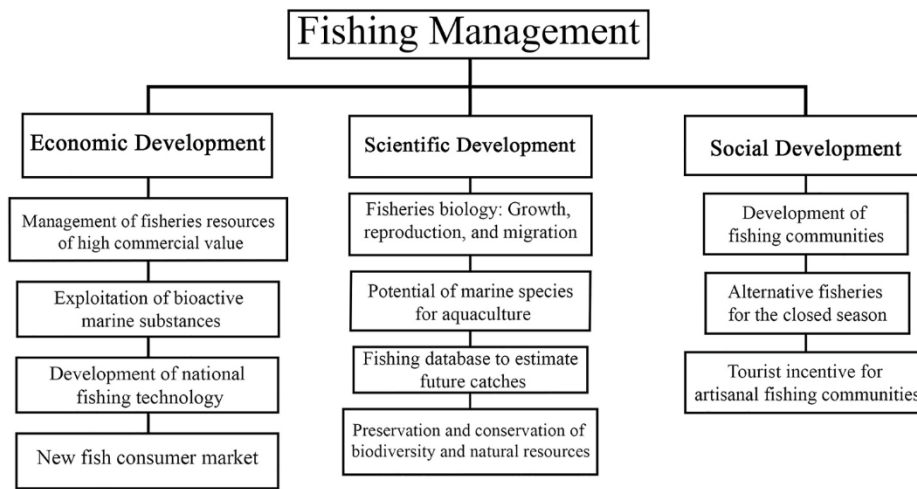 Fishing Management
Economic Development
Management of fisheries resources
of high commercial value
Exploitation of bioactive
marine substances
Development of national
fishing technology
New fish consumer market
Scientific Development
Fisheries biology: Growth,
reproduction, and migration
Potential of marine species
for aquaculture
Fishing database to estimate
future catches
Preservation and conservation of
biodiversity and natural resources
Social Development
Development of
fishing communities
Alternative fisheries
for the closed season
Tourist incentive for
artisanal fishing communities